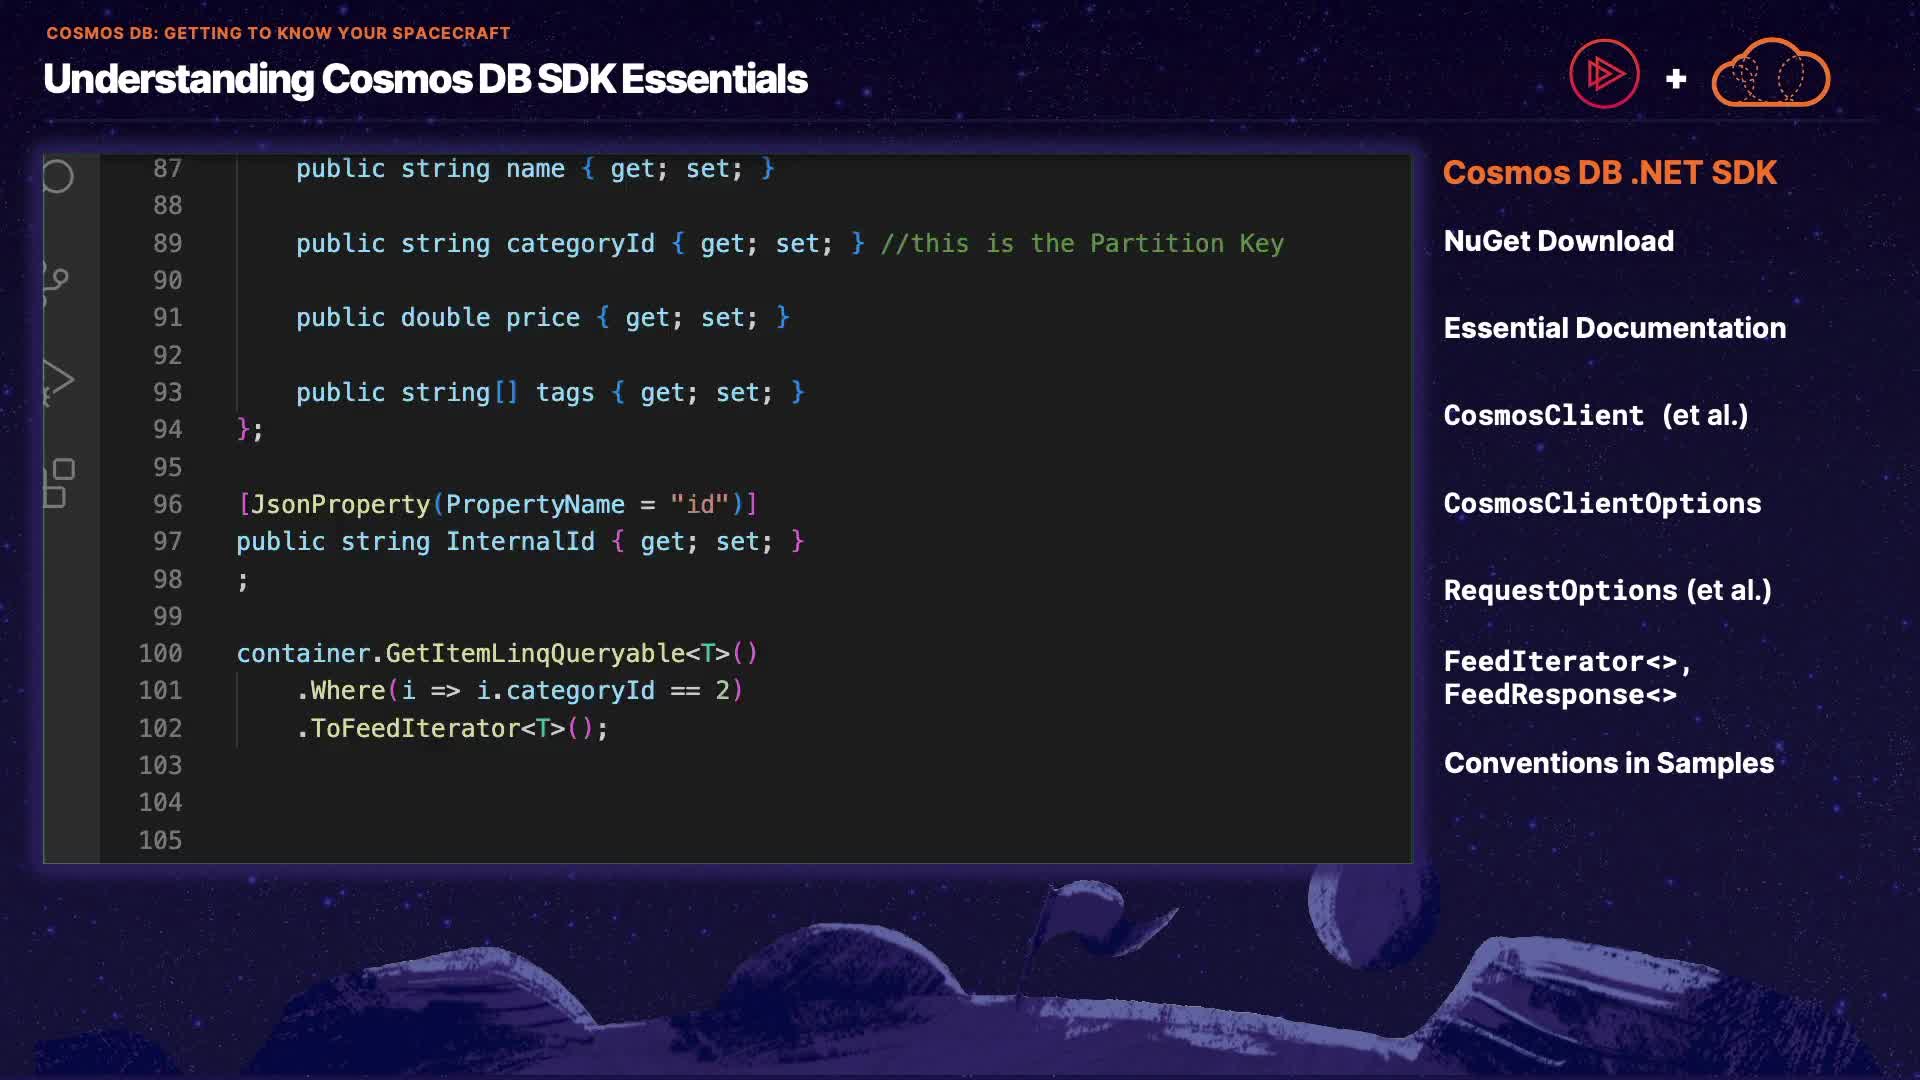 COSMOS DB: GETTING TO KNOW YOUR SPACECRAFT
Understanding Cosmos DB SDK Essentials
+
87 public string name { get; set; }
88
89 public string categoryId { get; set; } //this is the Partition Key
90
91 public double price { get; set; }
92
93 public string[] tags { get; set; }
94 };
95
96 [JsonProperty(PropertyName = "id")]
97 public string InternalId { get; set; }
98 ;
99
100 container.GetItemLinqQueryable<T>()
101 .Where(i => i.categoryId == 2)
102 .ToFeedIterator<T>();
103
104
105
Cosmos DB .NET SDK
NuGet Download
Essential Documentation
CosmosClient (et al.)
CosmosClientOptions
RequestOptions (et al.)
FeedIterator<>,
FeedResponse<>
Conventions in Samples